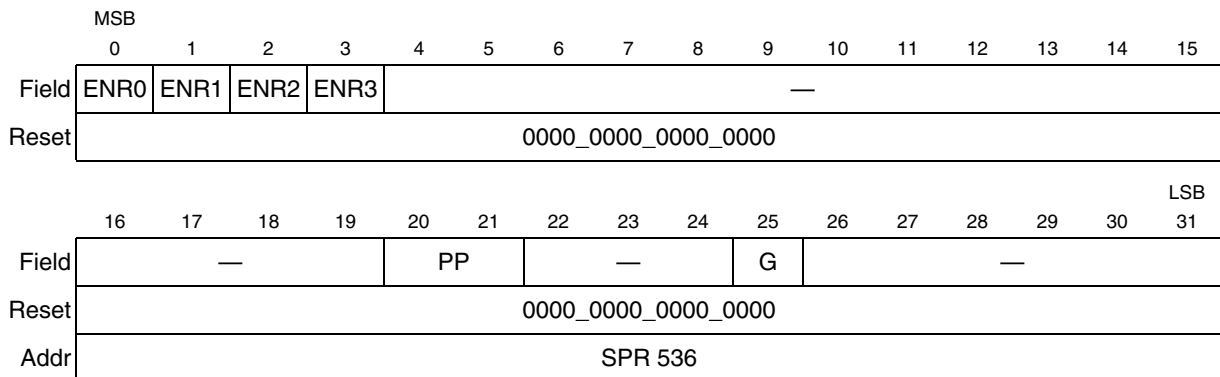 MSB
0 1 2 3 4 5 6 7 8 9 10 11 12 13 14 15
Field ENR0 ENR1 ENR2 ENR3 —
Reset 0000_0000_0000_0000
LSB
16 17 18 19 20 21 22 23 24 25 26 27 28 29 30 31
Field — PP — G —
Reset 0000_0000_0000_0000
Addr SPR 536